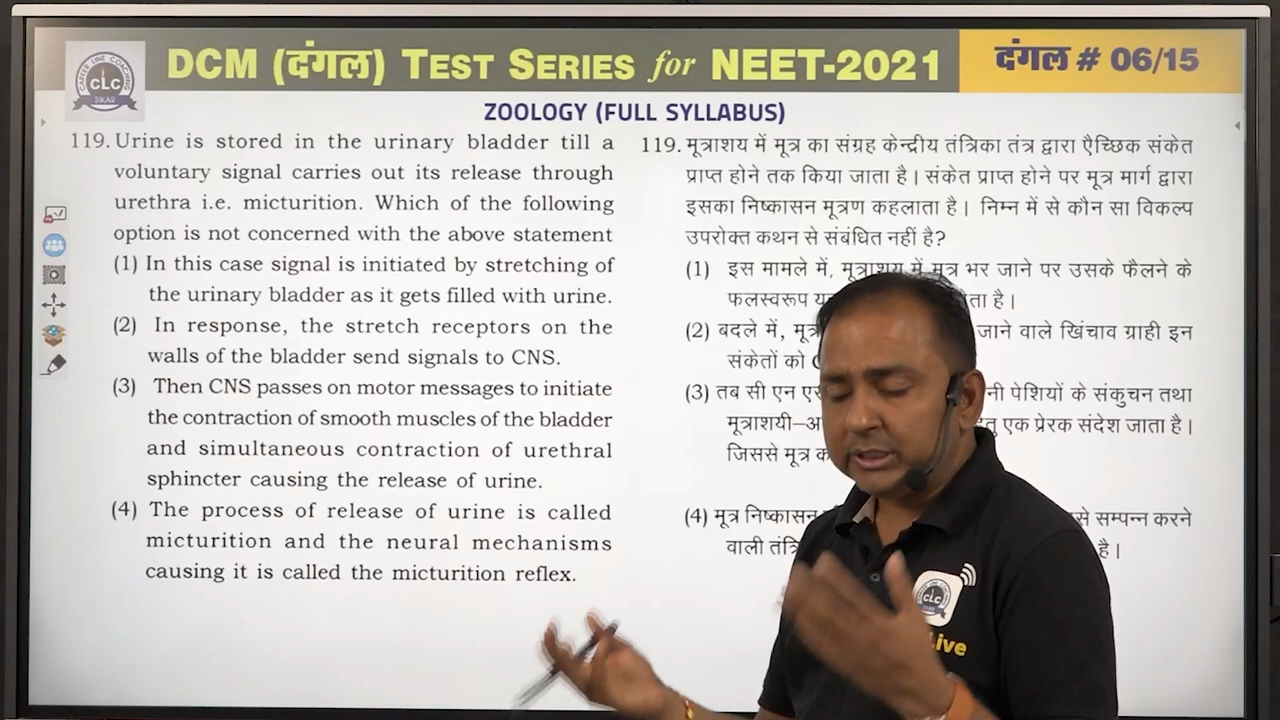 DCM (दंगल) TEST SERIES for NEET-2021
दंगल # 06/15
CAREER LINE COACHING
CLC
SIKAR
ZOOLOGY (FULL SYLLABUS)
119. Urine is stored in the urinary bladder till a
voluntary signal carries out its release through
urethra i.e. micturition. Which of the following
option is not concerned with the above statement
(1) In this case signal is initiated by stretching of
the urinary bladder as it gets filled with urine.
(2) In response, the stretch receptors on the
walls of the bladder send signals to CNS.
(3) Then CNS passes on motor messages to initiate
the contraction of smooth muscles of the bladder
and simultaneous contraction of urethral
sphincter causing the release of urine.
(4) The process of release of urine is called
micturition and the neural mechanisms
causing it is called the micturition reflex.
119. मूत्राशय में मूत्र का संग्रह केन्द्रीय तंत्रिका तंत्र द्वारा ऐच्छिक संकेत
प्राप्त होने तक किया जाता है। संकेत प्राप्त होने पर मूत्र मार्ग द्वारा
इसका निष्कासन मूत्रण कहलाता है। निम्न में से कौन सा विकल्प
उपरोक्त कथन से संबंधित नहीं है?
(1) इस मामले में, मूत्राशय में मूत्र भर जाने पर उसके फैलने के
फलस्वरूप है।
(2) बदले में, जाने वाले खिंचाव ग्राही इन
संकेतों को
(3) तब सी एन पेशियों के संकुचन तथा
एक प्रेरक संदेश जाता है।
जिससे मूत्र
(4) मूत्र निष्कासन सम्पन्न करने
वाली है।
CLC
Live